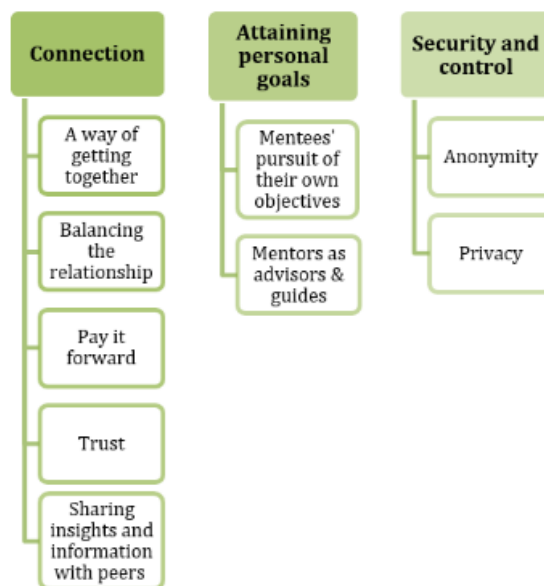 Connection
A way of
getting
together
Balancing
the
relationship
Pay it
forward
Trust
Sharing
insights and
information
with peers
Attaining
personal
goals
Mentees'
pursuit of
their own
objectives
Mentors as
advisors &
guides
Security and
control
Anonymity
Privacy